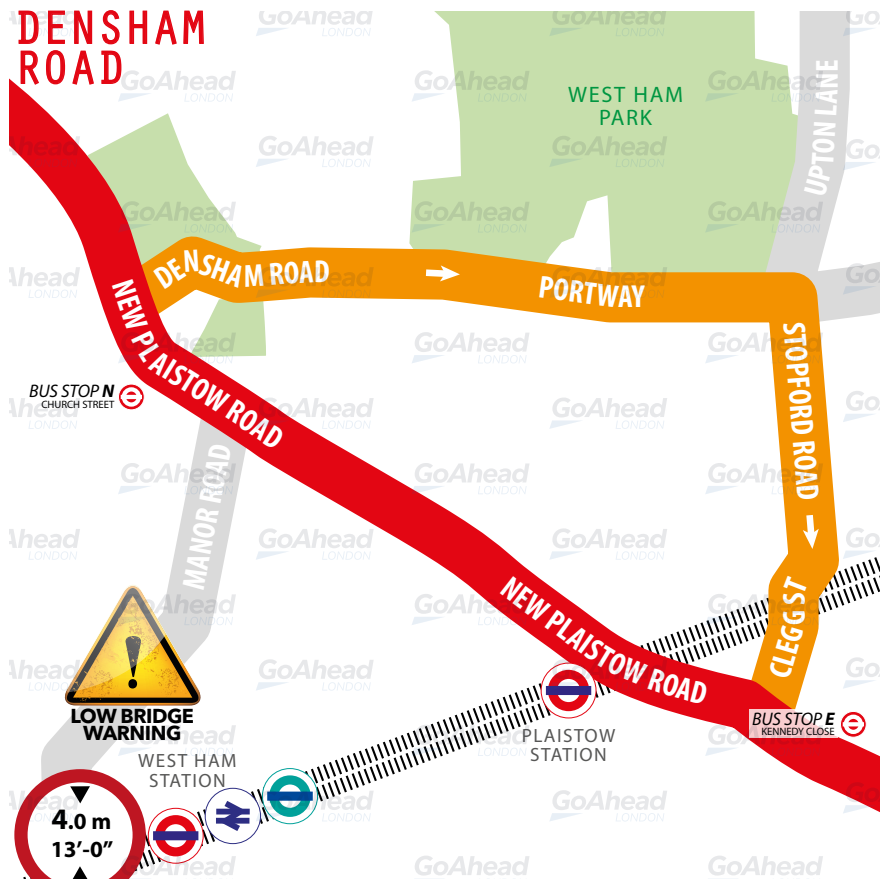 DENSHAM
ROAD
WEST HAM
PARK
UPTON LANE
DENSHAM ROAD
PORTWAY
NEW PLAISTOW ROAD
STOPFORD ROAD
BUS STOP N
CHURCH STREET
MANOR ROAD
NEW PLAISTOW ROAD
CLEGG ST
LOW BRIDGE
WARNING
BUS STOP E
KENNEDY CLOSE
PLAISTOW
STATION
WEST HAM
STATION
4.0 m
13'-0"
GoAhead
LONDON